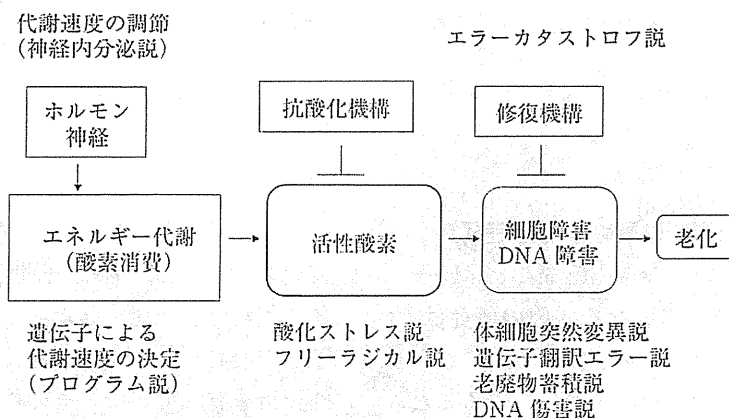 代謝速度の調節
(神経内分泌説)
エラーカタストロフ説
ホルモン
神経
抗酸化機構
修復機構
エネルギー代謝
(酸素消費)
活性酸素
細胞障害
DNA 障害
老化
遺伝子による
代謝速度の決定
(プログラム説)
酸化ストレス説
フリーラジカル説
体細胞突然変異説
遺伝子翻訳エラー説
老廃物蓄積説
DNA 傷害説